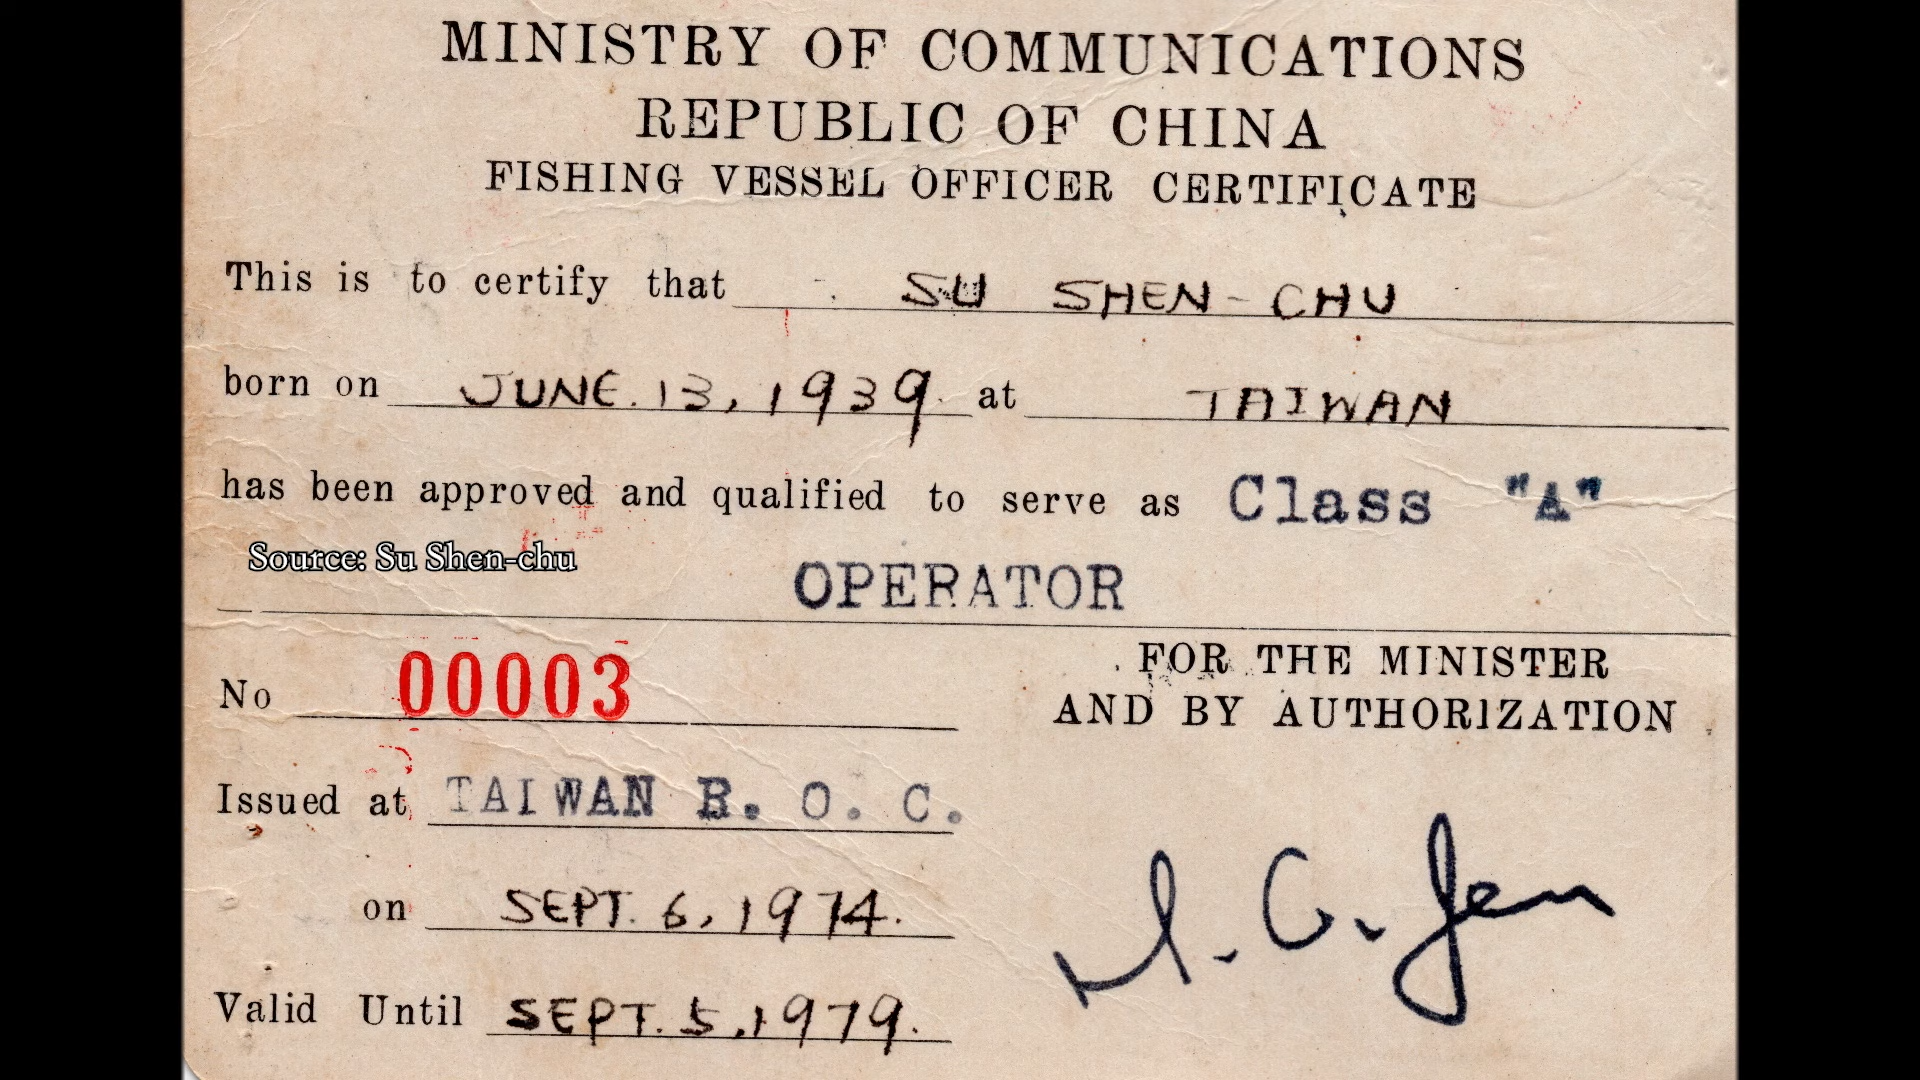 MINISTRY OF COMMUNICATIONS
REPUBLIC OF CHINA
FISHING VESSEL OFFICER CERTIFICATE
This is to certify that SU SHEN-CHU
born on JUNE. 13, 1939. at TAIWAN
has been approved and qualified to serve as Class "A"
Source: Su Shen-chu
OPERATOR
No 00003
FOR THE MINISTER
AND BY AUTHORIZATION
Issued at TAIWAN R. O. C.
on SEPT. 6, 1974.
Valid Until SEPT. 5, 1979.